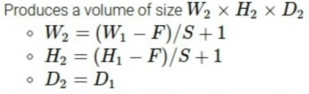 Produces a volume of size W₂ × H₂ × D₂
◦ W₂ = (W₁ − F)/S + 1
◦ H₂ = (H₁ − F)/S + 1
◦ D₂ = D₁